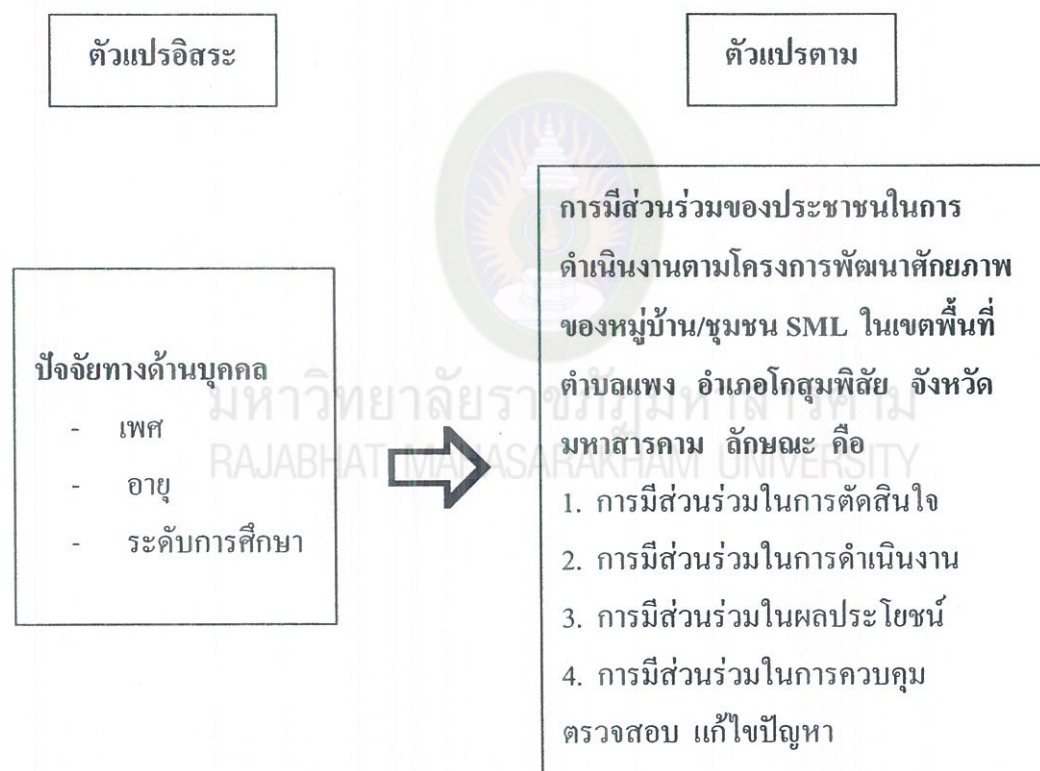 ตัวแปรอิสระ
ตัวแปรตาม
ปัจจัยทางด้านบุคคล
- เพศ
- อายุ
- ระดับการศึกษา
การมีส่วนร่วมของประชาชนในการ
ดำเนินงานตามโครงการพัฒนาศักยภาพ
ของหมู่บ้าน/ชุมชน SML ในเขตพื้นที่
ตำบลแพง อำเภอโกสุมพิสัย จังหวัด
มหาสารคาม ลักษณะ คือ
1. การมีส่วนร่วมในการตัดสินใจ
2. การมีส่วนร่วมในการดำเนินงาน
3. การมีส่วนร่วมในผลประโยชน์
4. การมีส่วนร่วมในการควบคุม
ตรวจสอบ แก้ไขปัญหา
มหาวิทยาลัยราชภัฏมหาสารคาม
RAJABHAT MAHASARAKHAM UNIVERSITY